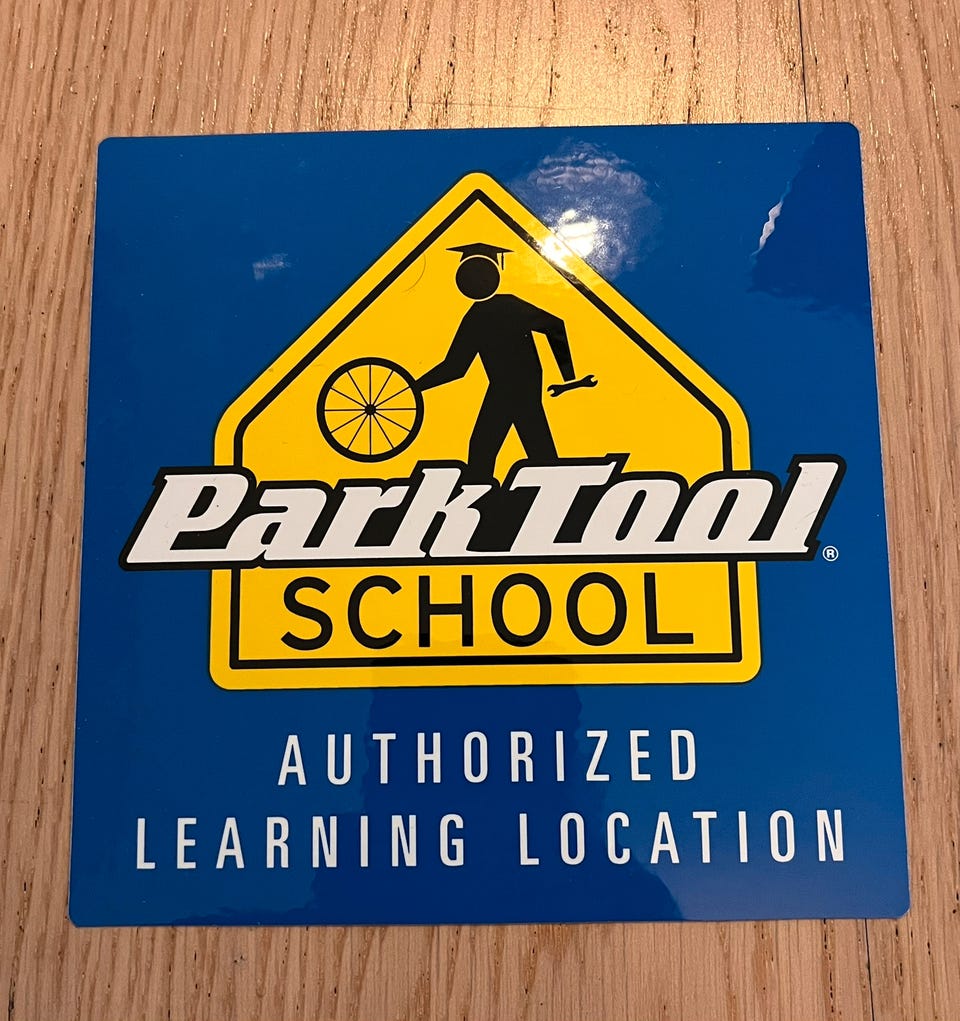 Park Tool®
SCHOOL
AUTHORIZED
LEARNING LOCATION